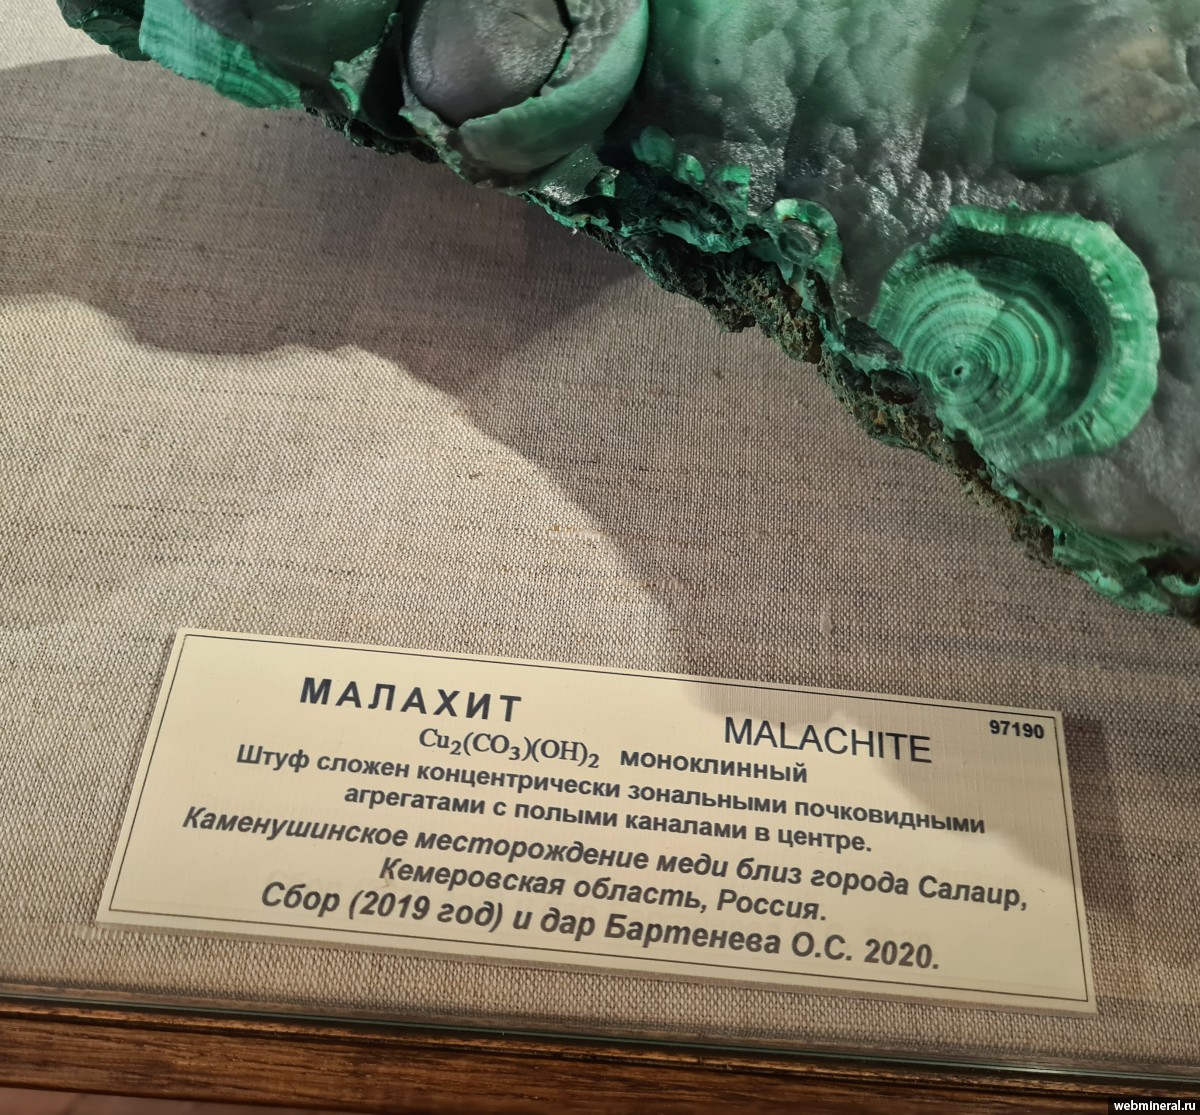 МАЛАХИТ
MALACHITE
97190
Cu₂(CO₃)(OH)₂ моноклинный
Штуф сложен концентрически зональными почковидными
агрегатами с полыми каналами в центре.
Каменушинское месторождение меди близ города Салаир,
Кемеровская область, Россия.
Сбор (2019 год) и дар Бартенева О.С. 2020.
webmineral.ru